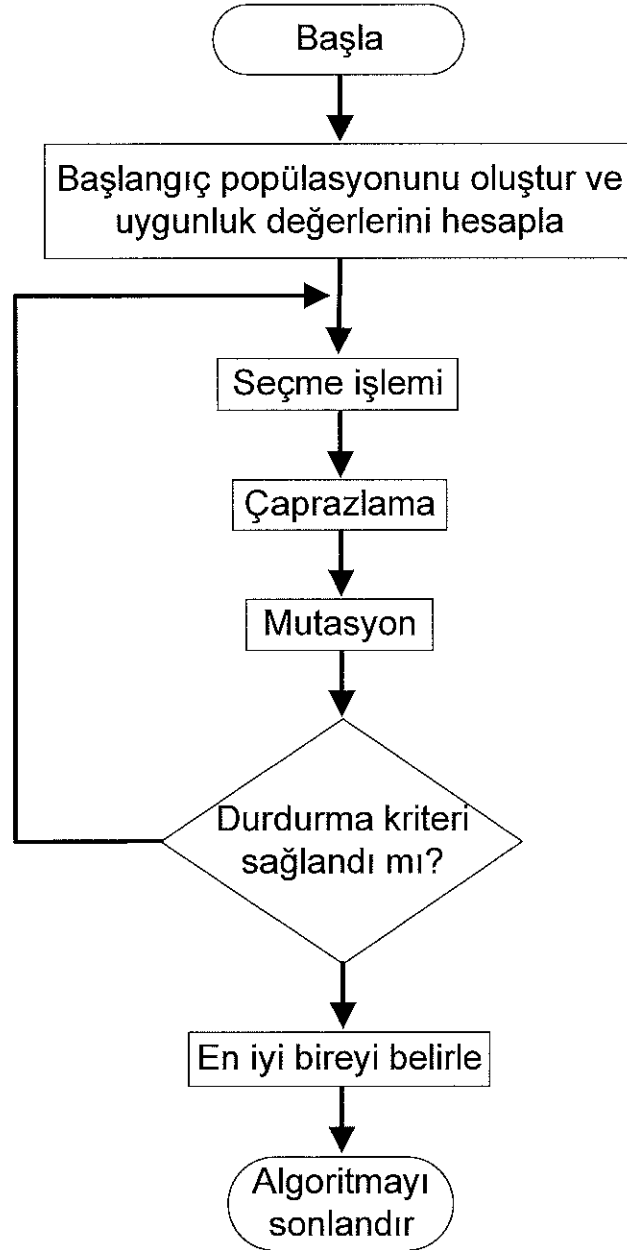 Başla
Başlangıç popülasyonunu oluştur ve
uygunluk değerlerini hesapla
Seçme işlemi
Çaprazlama
Mutasyon
Durdurma kriteri
sağlandı mı?
En iyi bireyi belirle
Algoritmayı
sonlandır